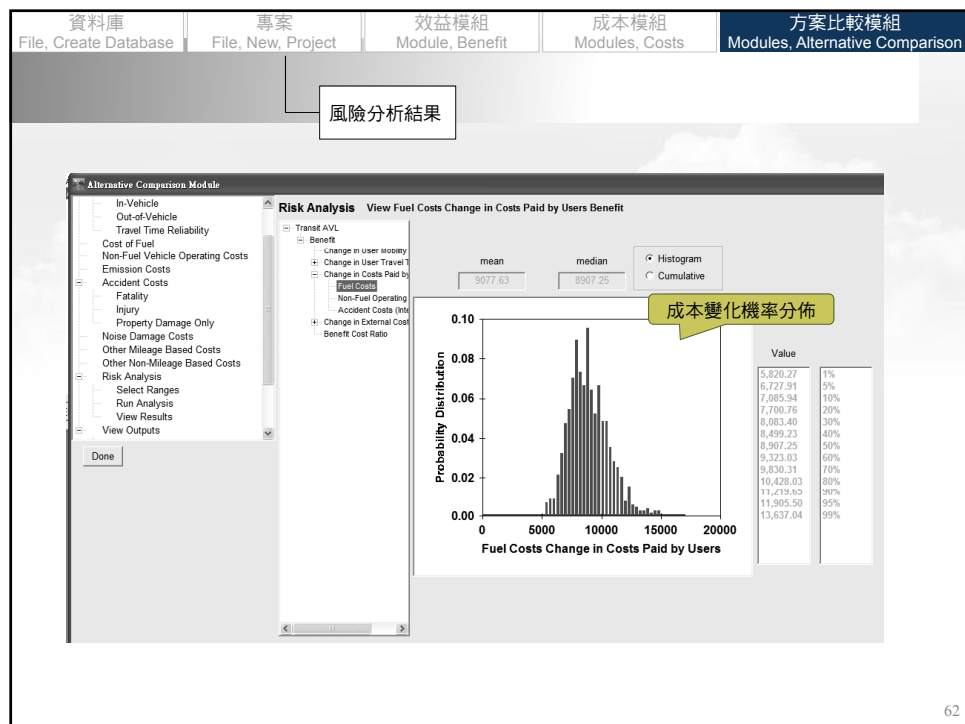 資料庫
File, Create Database
專案
File, New, Project
效益模組
Module, Benefit
成本模組
Modules, Costs
方案比較模組
Modules, Alternative Comparison
風險分析結果
Alternative Comparison Module
In-Vehicle
Out-of-Vehicle
Travel Time Reliability
Cost of Fuel
Non-Fuel Vehicle Operating Costs
Emission Costs
Accident Costs
Fatality
Injury
Property Damage Only
Noise Damage Costs
Other Mileage Based Costs
Other Non-Mileage Based Costs
Risk Analysis
Select Ranges
Run Analysis
View Results
View Outputs
Done
Risk Analysis View Fuel Costs Change in Costs Paid by Users Benefit
Transit AVL
Benefit
Change in User Mobility
Change in User Travel T
Change in Costs Paid by
Fuel Costs
Non-Fuel Operating
Accident Costs (Inte
Change in External Cost
Benefit Cost Ratio
mean
9077.63
median
8907.25
Histogram
Cumulative
成本變化機率分佈
Probability Distribution
0.10
0.08
0.06
0.04
0.02
0.00
0 5000 10000 15000 20000
Fuel Costs Change in Costs Paid by Users
Value
5,820.27 1%
6,727.91 5%
7,085.94 10%
7,700.76 20%
8,083.40 30%
8,499.23 40%
8,907.25 50%
9,323.03 60%
9,830.31 70%
10,428.03 80%
11,219.65 90%
11,905.50 95%
13,637.04 99%
62